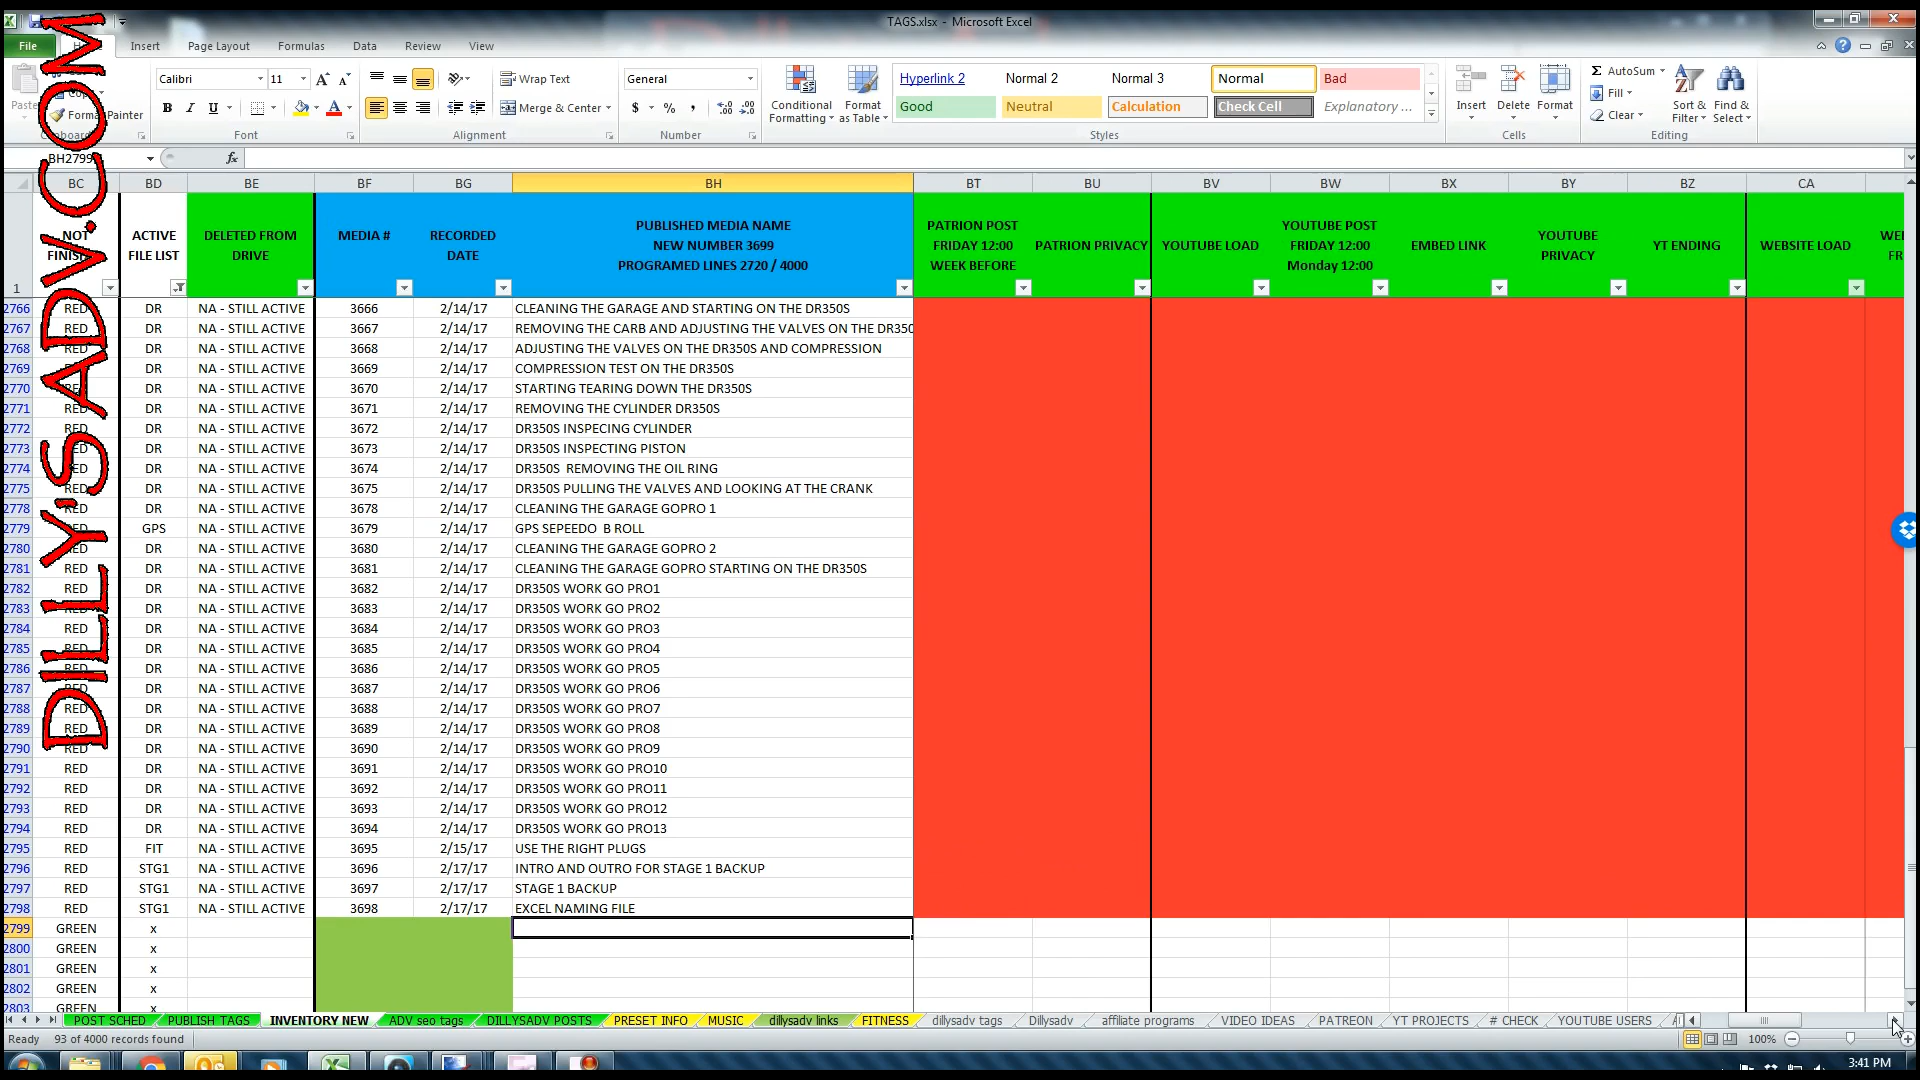 TAGS.xlsx - Microsoft Excel
File Insert Page Layout Formulas Data Review View
Calibri 11 Wrap Text General Hyperlink 2 Normal 2 Normal 3 Normal Bad AutoSum
Paste Copy Format Painter B I U Merge & Center $ % , Conditional Formatting Format as Table Good Neutral Calculation Check Cell Explanatory ... Insert Delete Format Fill Clear Sort & Filter Find & Select
Clipboard Font Alignment Number Styles Cells Editing
BH2799 fx
BC BD BE BF BG BH BT BU BV BW BX BY BZ CA
1 NOT ACTIVE FILE LIST DELETED FROM DRIVE MEDIA # RECORDED DATE PUBLISHED MEDIA NAME NEW NUMBER 3699 PROGRAMED LINES 2720 / 4000 PATRION POST FRIDAY 12:00 WEEK BEFORE PATRION PRIVACY YOUTUBE LOAD YOUTUBE POST FRIDAY 12:00 Monday 12:00 EMBED LINK YOUTUBE PRIVACY YT ENDING WEBSITE LOAD
2766 RED DR NA - STILL ACTIVE 3666 2/14/17 CLEANING THE GARAGE AND STARTING ON THE DR350S
2767 RED DR NA - STILL ACTIVE 3667 2/14/17 REMOVING THE CARB AND ADJUSTING THE VALVES ON THE DR350
2768 RED DR NA - STILL ACTIVE 3668 2/14/17 ADJUSTING THE VALVES ON THE DR350S AND COMPRESSION
2769 RED DR NA - STILL ACTIVE 3669 2/14/17 COMPRESSION TEST ON THE DR350S
2770 RED DR NA - STILL ACTIVE 3670 2/14/17 STARTING TEARING DOWN THE DR350S
2771 RED DR NA - STILL ACTIVE 3671 2/14/17 REMOVING THE CYLINDER DR350S
2772 RED DR NA - STILL ACTIVE 3672 2/14/17 DR350S INSPECING CYLINDER
2773 RED DR NA - STILL ACTIVE 3673 2/14/17 DR350S INSPECTING PISTON
2774 RED DR NA - STILL ACTIVE 3674 2/14/17 DR350S REMOVING THE OIL RING
2775 RED DR NA - STILL ACTIVE 3675 2/14/17 DR350S PULLING THE VALVES AND LOOKING AT THE CRANK
2778 RED DR NA - STILL ACTIVE 3678 2/14/17 CLEANING THE GARAGE GOPRO 1
2779 RED GPS NA - STILL ACTIVE 3679 2/14/17 GPS SEPEEDO B ROLL
2780 RED DR NA - STILL ACTIVE 3680 2/14/17 CLEANING THE GARAGE GOPRO 2
2781 RED DR NA - STILL ACTIVE 3681 2/14/17 CLEANING THE GARAGE GOPRO STARTING ON THE DR350S
2782 RED DR NA - STILL ACTIVE 3682 2/14/17 DR350S WORK GO PRO1
2783 RED DR NA - STILL ACTIVE 3683 2/14/17 DR350S WORK GO PRO2
2784 RED DR NA - STILL ACTIVE 3684 2/14/17 DR350S WORK GO PRO3
2785 RED DR NA - STILL ACTIVE 3685 2/14/17 DR350S WORK GO PRO4
2786 RED DR NA - STILL ACTIVE 3686 2/14/17 DR350S WORK GO PRO5
2787 RED DR NA - STILL ACTIVE 3687 2/14/17 DR350S WORK GO PRO6
2788 RED DR NA - STILL ACTIVE 3688 2/14/17 DR350S WORK GO PRO7
2789 RED DR NA - STILL ACTIVE 3689 2/14/17 DR350S WORK GO PRO8
2790 RED DR NA - STILL ACTIVE 3690 2/14/17 DR350S WORK GO PRO9
2791 RED DR NA - STILL ACTIVE 3691 2/14/17 DR350S WORK GO PRO10
2792 RED DR NA - STILL ACTIVE 3692 2/14/17 DR350S WORK GO PRO11
2793 RED DR NA - STILL ACTIVE 3693 2/14/17 DR350S WORK GO PRO12
2794 RED DR NA - STILL ACTIVE 3694 2/14/17 DR350S WORK GO PRO13
2795 RED FIT NA - STILL ACTIVE 3695 2/15/17 USE THE RIGHT PLUGS
2796 RED STG1 NA - STILL ACTIVE 3696 2/17/17 INTRO AND OUTRO FOR STAGE 1 BACKUP
2797 RED STG1 NA - STILL ACTIVE 3697 2/17/17 STAGE 1 BACKUP
2798 RED STG1 NA - STILL ACTIVE 3698 2/17/17 EXCEL NAMING FILE
2799 GREEN x
2800 GREEN x
2801 GREEN x
2802 GREEN x
2803 GREEN x
POST SCHED PUBLISH TAGS INVENTORY NEW ADV seo tags DILLYSADV POSTS PRESET INFO MUSIC dillysadv links FITNESS dillysadv tags Dillysadv affiliate programs VIDEO IDEAS PATREON YT PROJECTS # CHECK YOUTUBE USERS
Ready 93 of 4000 records found 100%
3:41 PM
DILLY'S ADV.COM